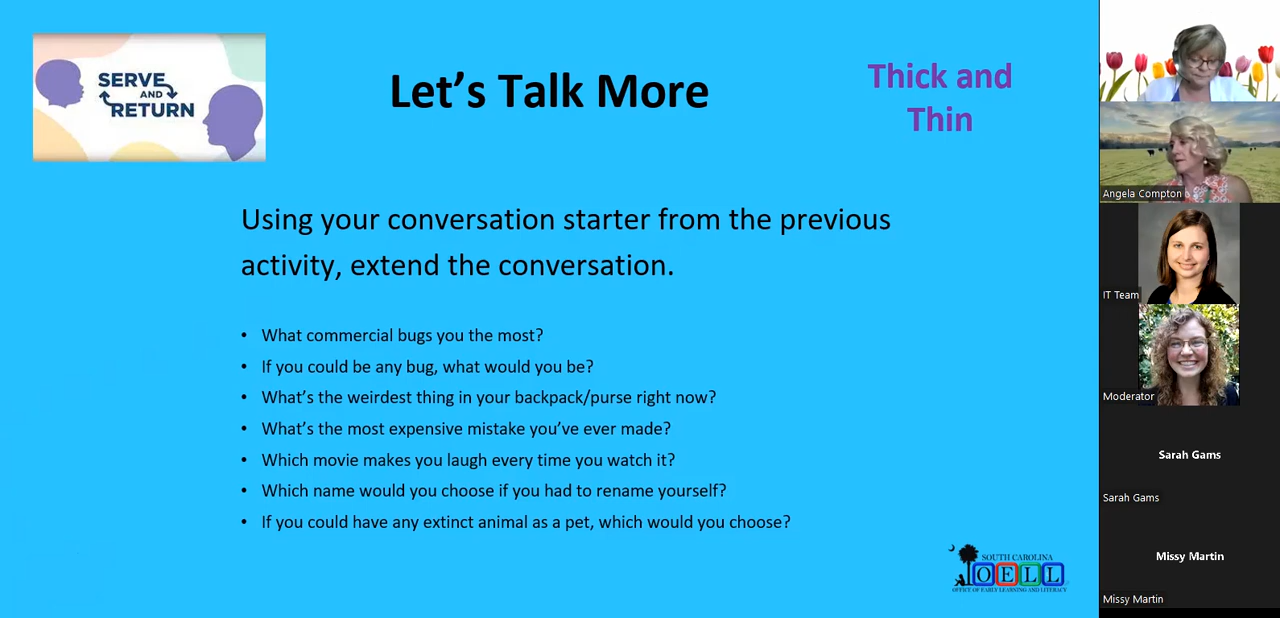 SERVE
AND
RETURN
Let's Talk More
Thick and
Thin
Using your conversation starter from the previous
activity, extend the conversation.
• What commercial bugs you the most?
• If you could be any bug, what would you be?
• What's the weirdest thing in your backpack/purse right now?
• What's the most expensive mistake you've ever made?
• Which movie makes you laugh every time you watch it?
• Which name would you choose if you had to rename yourself?
• If you could have any extinct animal as a pet, which would you choose?
SOUTH CAROLINA
OELL
OFFICE OF EARLY LEARNING AND LITERACY
Angela Compton
IT Team
Moderator
Sarah Gams
Sarah Gams
Missy Martin
Missy Martin